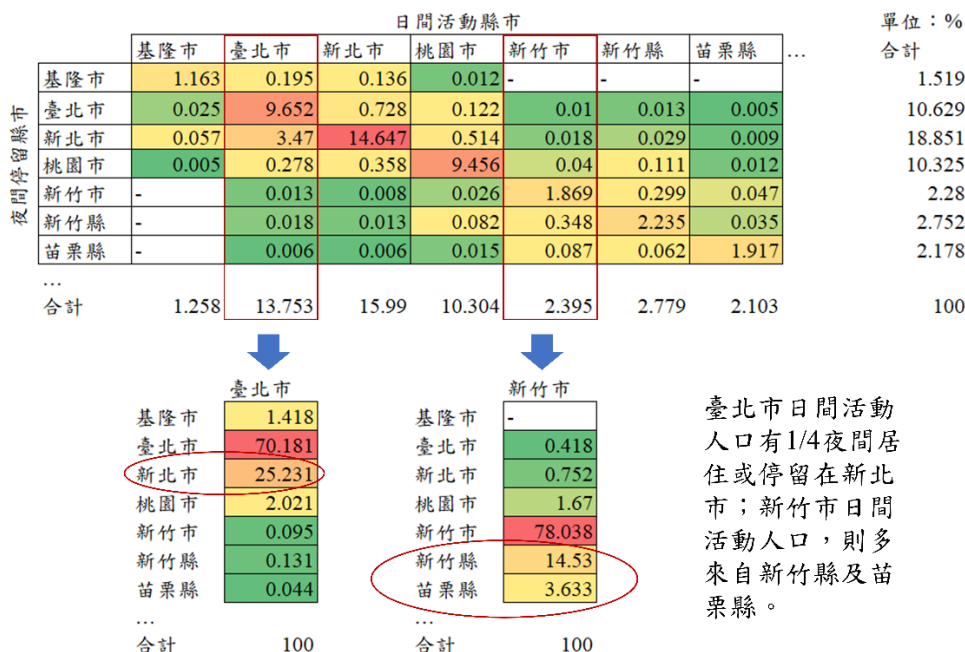 日間活動縣市 單位：%
基隆市 臺北市 新北市 桃園市 新竹市 新竹縣 苗栗縣 … 合計
夜間停留縣市
基隆市 1.163 0.195 0.136 0.012 - - - 1.519
臺北市 0.025 9.652 0.728 0.122 0.01 0.013 0.005 10.629
新北市 0.057 3.47 14.647 0.514 0.018 0.029 0.009 18.851
桃園市 0.005 0.278 0.358 9.456 0.04 0.111 0.012 10.325
新竹市 - 0.013 0.008 0.026 1.869 0.299 0.047 2.28
新竹縣 - 0.018 0.013 0.082 0.348 2.235 0.035 2.752
苗栗縣 - 0.006 0.006 0.015 0.087 0.062 1.917 2.178
…
合計 1.258 13.753 15.99 10.304 2.395 2.779 2.103 100
臺北市
基隆市 1.418
臺北市 70.181
新北市 25.231
桃園市 2.021
新竹市 0.095
新竹縣 0.131
苗栗縣 0.044
…
合計 100
新竹市
基隆市 -
臺北市 0.418
新北市 0.752
桃園市 1.67
新竹市 78.038
新竹縣 14.53
苗栗縣 3.633
…
合計 100
臺北市日間活動
人口有1/4夜間居
住或停留在新北
市；新竹市日間
活動人口，則多
來自新竹縣及苗
栗縣。